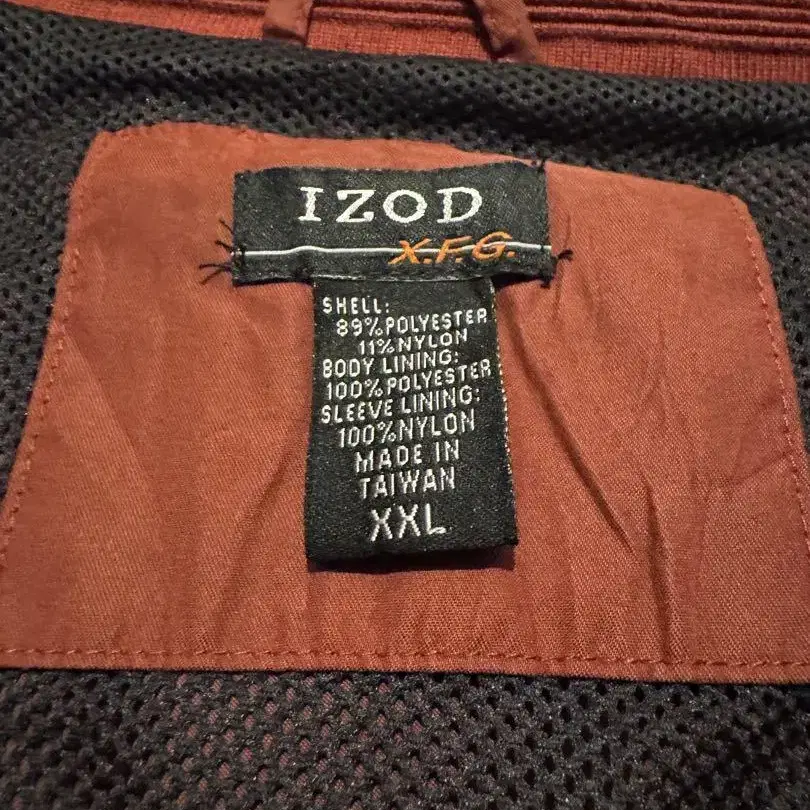 IZOD
X.F.G.
SHELL:
89%POLYESTER
11%NYLON
BODY LINING:
100%POLYESTER
SLEEVE LINING:
100%NYLON
MADE IN
TAIWAN
XXL